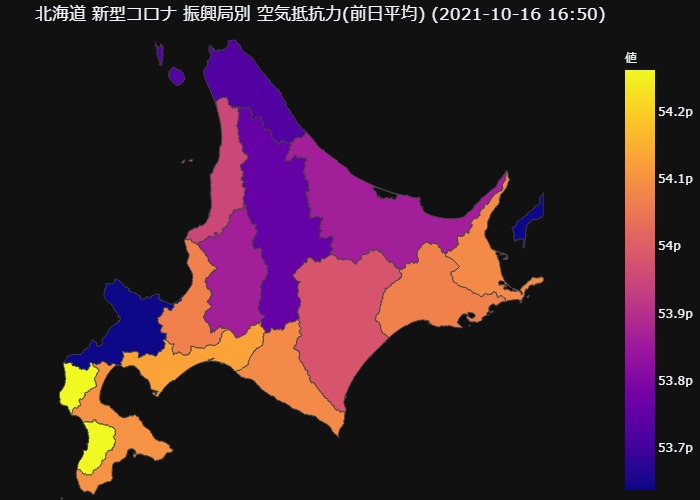 北海道 新型コロナ 振興局別 空気抵抗力(前日平均) (2021-10-16 16:50)
値
54.2p
54.1p
54p
53.9p
53.8p
53.7p